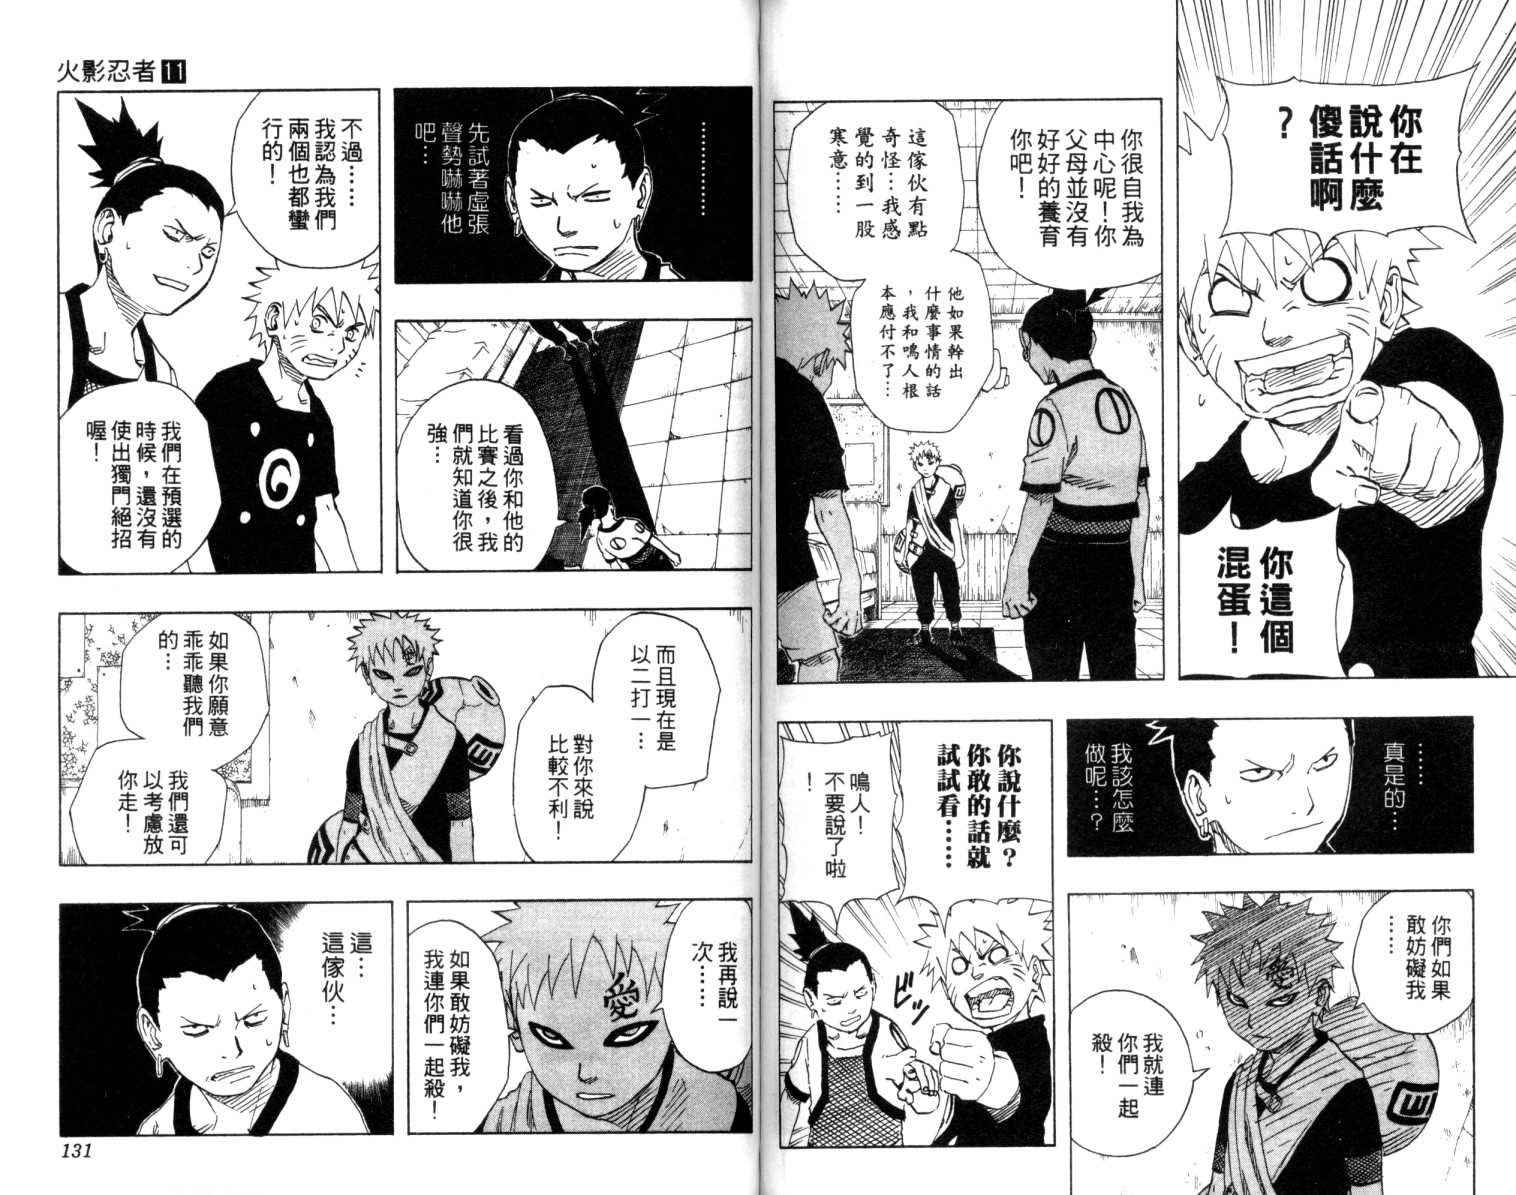 你在
說什麼
傻話啊
？
你這個
混蛋！
你很自我為
中心呢！你
父母並沒有
好好的養育
你吧！
這傢伙有點
奇怪…我感
覺的到一股
寒意……
他如果幹出
什麼事情的話
，我和鳴人根
本應付不了…
……
真是的…
我該怎麼
做呢…？
你說什麼？
你敢的話就
試試看……
鳴人！
不要說了啦
！
你們如果
敢妨礙我
……
我就連
你們一起
殺！
火影忍者11
……………
先試著虛張
聲勢嚇嚇他
吧…
不過……
我認為我們
兩個也都蠻
行的！
我們在預選的
時候，還沒有
使出獨門絕招
喔！
看過你和他的
比賽之後，我
們就知道你很
強…
而且現在是
以二打一…
對你來說
比較不利！
愛
如果你願意
乖乖聽我們
的…
我們還可
以考慮放
你走！
我再說一
次……
愛
如果敢妨礙我，
我連你們一起殺！
這…
這傢伙…
131